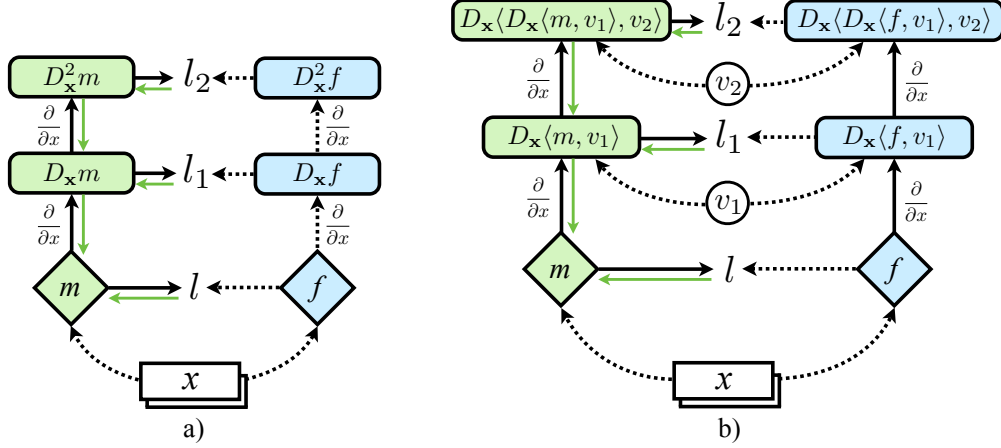 D²ₓm l₂ D²ₓf
∂/∂x ∂/∂x
Dₓm l₁ Dₓf
∂/∂x ∂/∂x
m l f
x
a)
Dₓ⟨Dₓ⟨m, v₁⟩, v₂⟩ l₂ Dₓ⟨Dₓ⟨f, v₁⟩, v₂⟩
∂/∂x v₂ ∂/∂x
Dₓ⟨m, v₁⟩ l₁ Dₓ⟨f, v₁⟩
∂/∂x v₁ ∂/∂x
m l f
x
b)